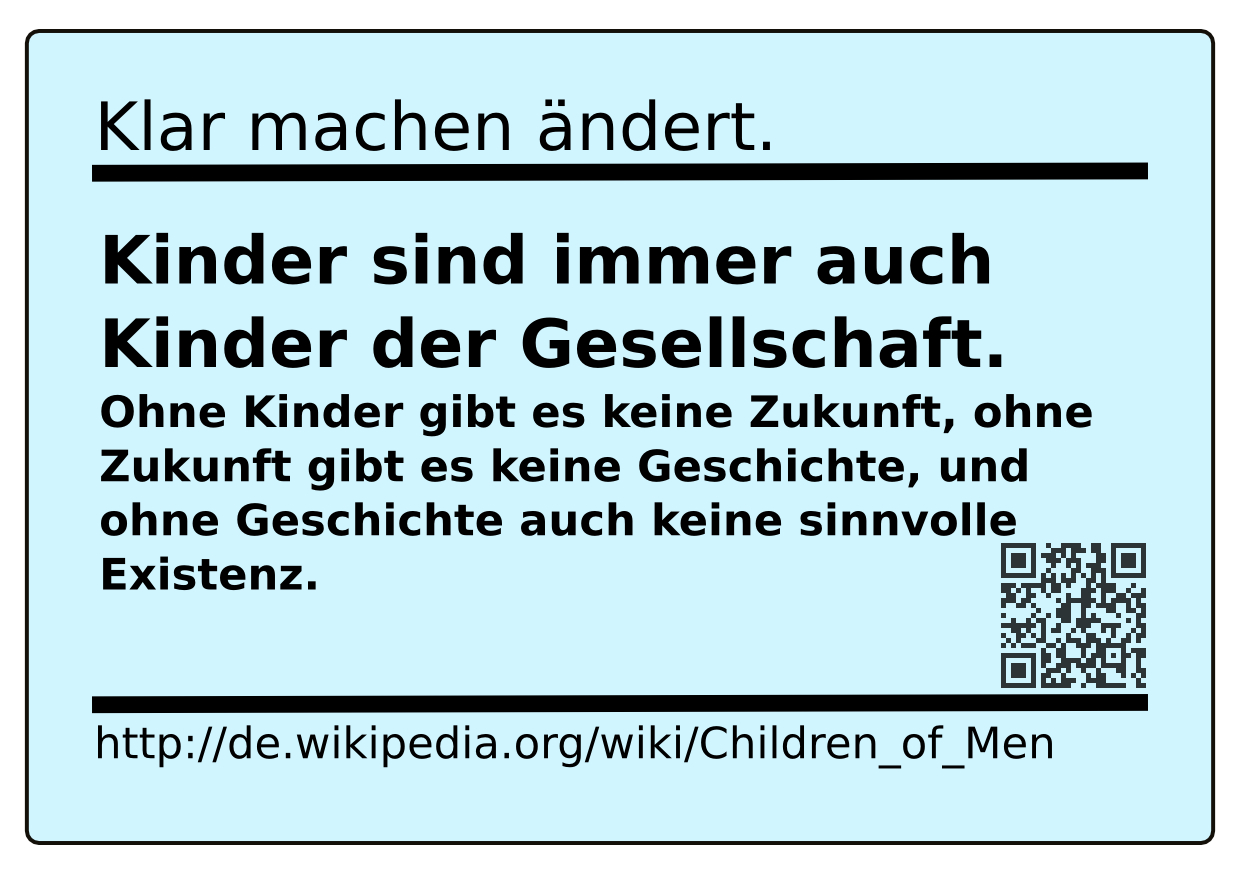 Klar machen ändert.
Kinder sind immer auch
Kinder der Gesellschaft.
Ohne Kinder gibt es keine Zukunft, ohne
Zukunft gibt es keine Geschichte, und
ohne Geschichte auch keine sinnvolle
Existenz.
http://de.wikipedia.org/wiki/Children_of_Men